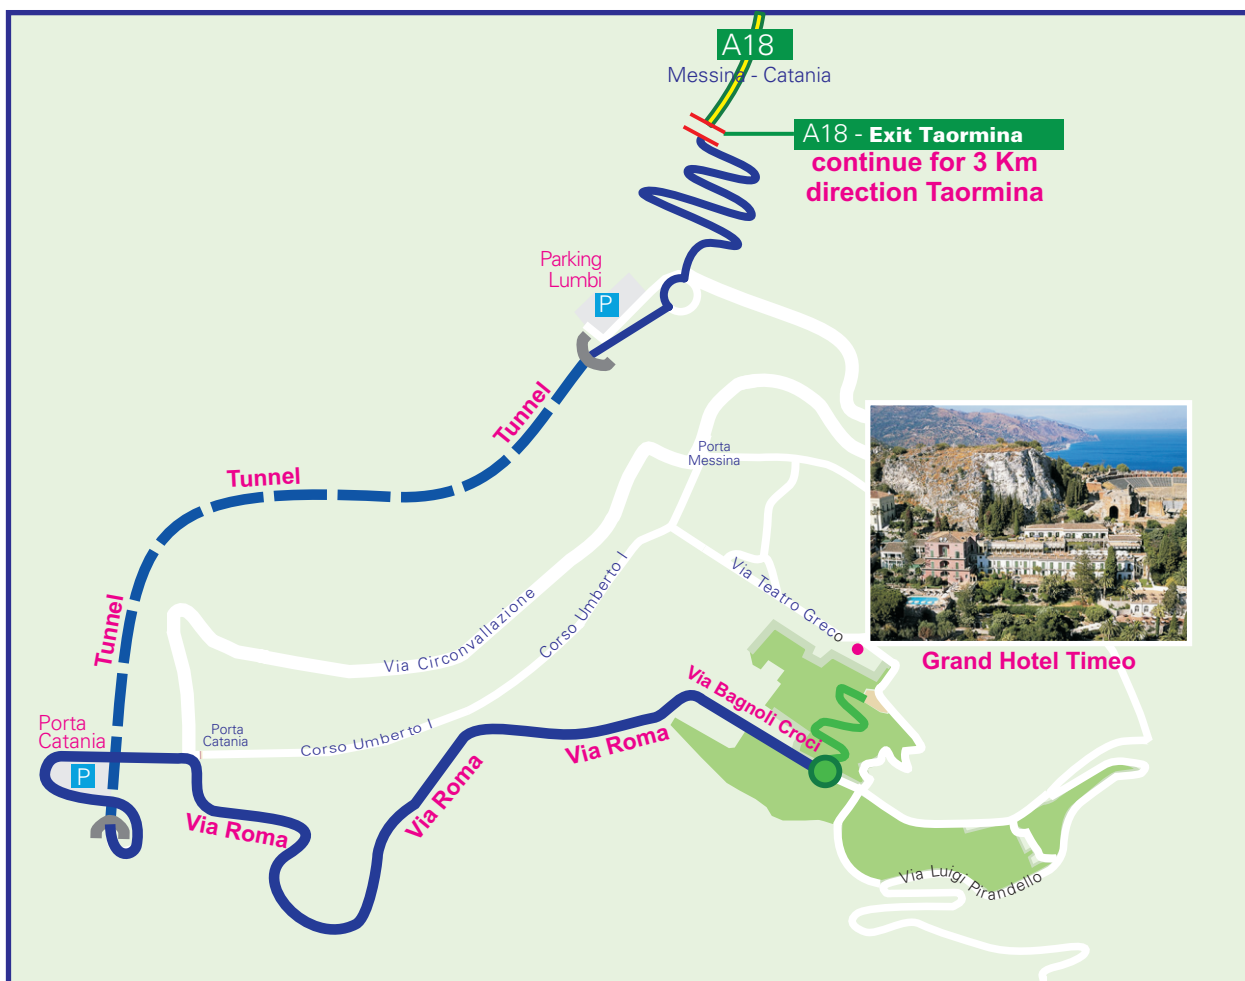 A18
Messina - Catania
A18 - Exit Taormina
continue for 3 Km
direction Taormina
Parking
Lumbi
P
Tunnel
Tunnel
Tunnel
Porta
Messina
Via Teatro Greco
Via Circonvallazione
Corso Umberto I
Grand Hotel Timeo
Via Bagnoli Croci
Porta
Catania
P
Porta
Catania
Corso Umberto I
Via Roma
Via Roma
Via Roma
Via Luigi Pirandello